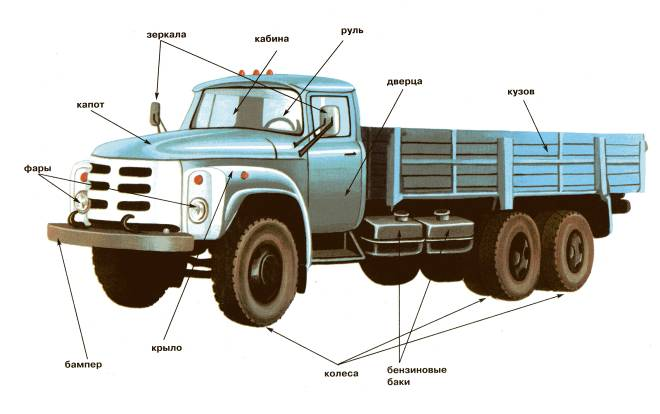 зеркала
кабина
руль
дверца
кузов
капот
фары
бампер
крыло
колеса
бензиновые
баки